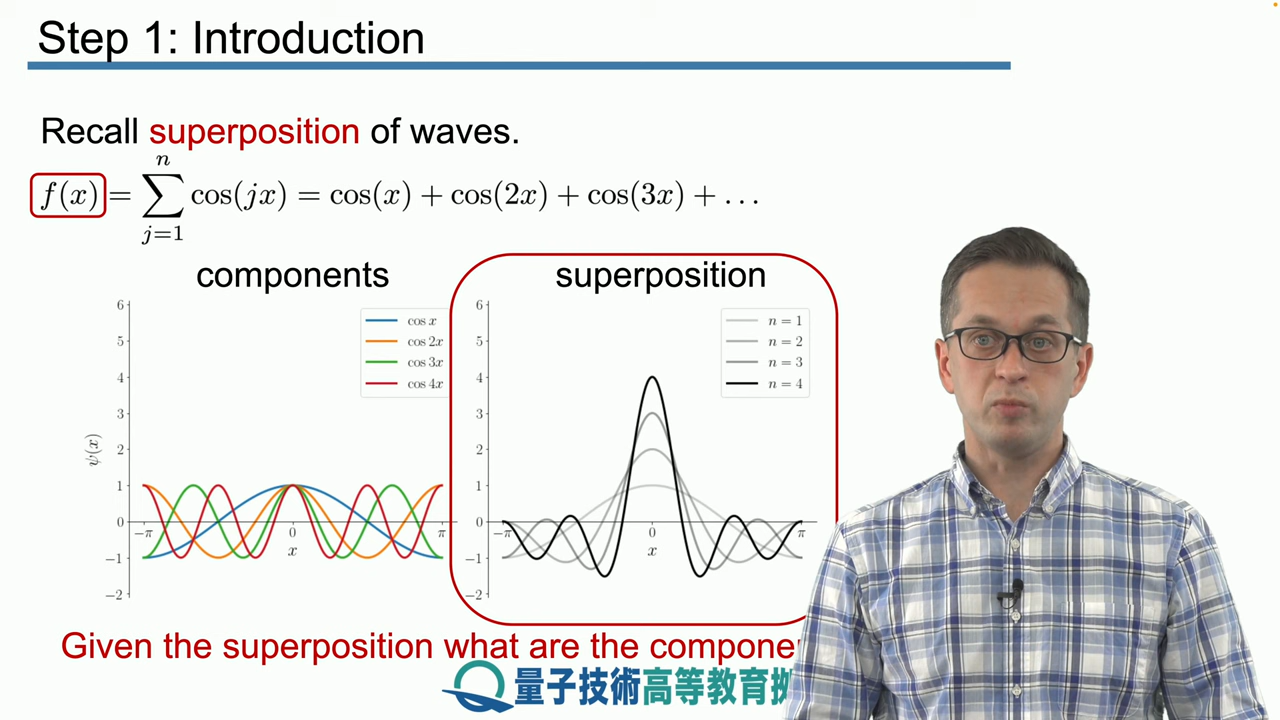 Step 1: Introduction
Recall superposition of waves.
f(x) = \sum_{j=1}^{n} cos(jx) = cos(x) + cos(2x) + cos(3x) + ...
components
6
5
4
3
2
1
0
−1
−2
−π
0
π
x
ψ(x)
cos x
cos 2x
cos 3x
cos 4x
superposition
6
5
4
3
2
1
0
−1
−2
−π
0
π
x
n = 1
n = 2
n = 3
n = 4
Given the superposition what are the compone
量子技術高等教育拠